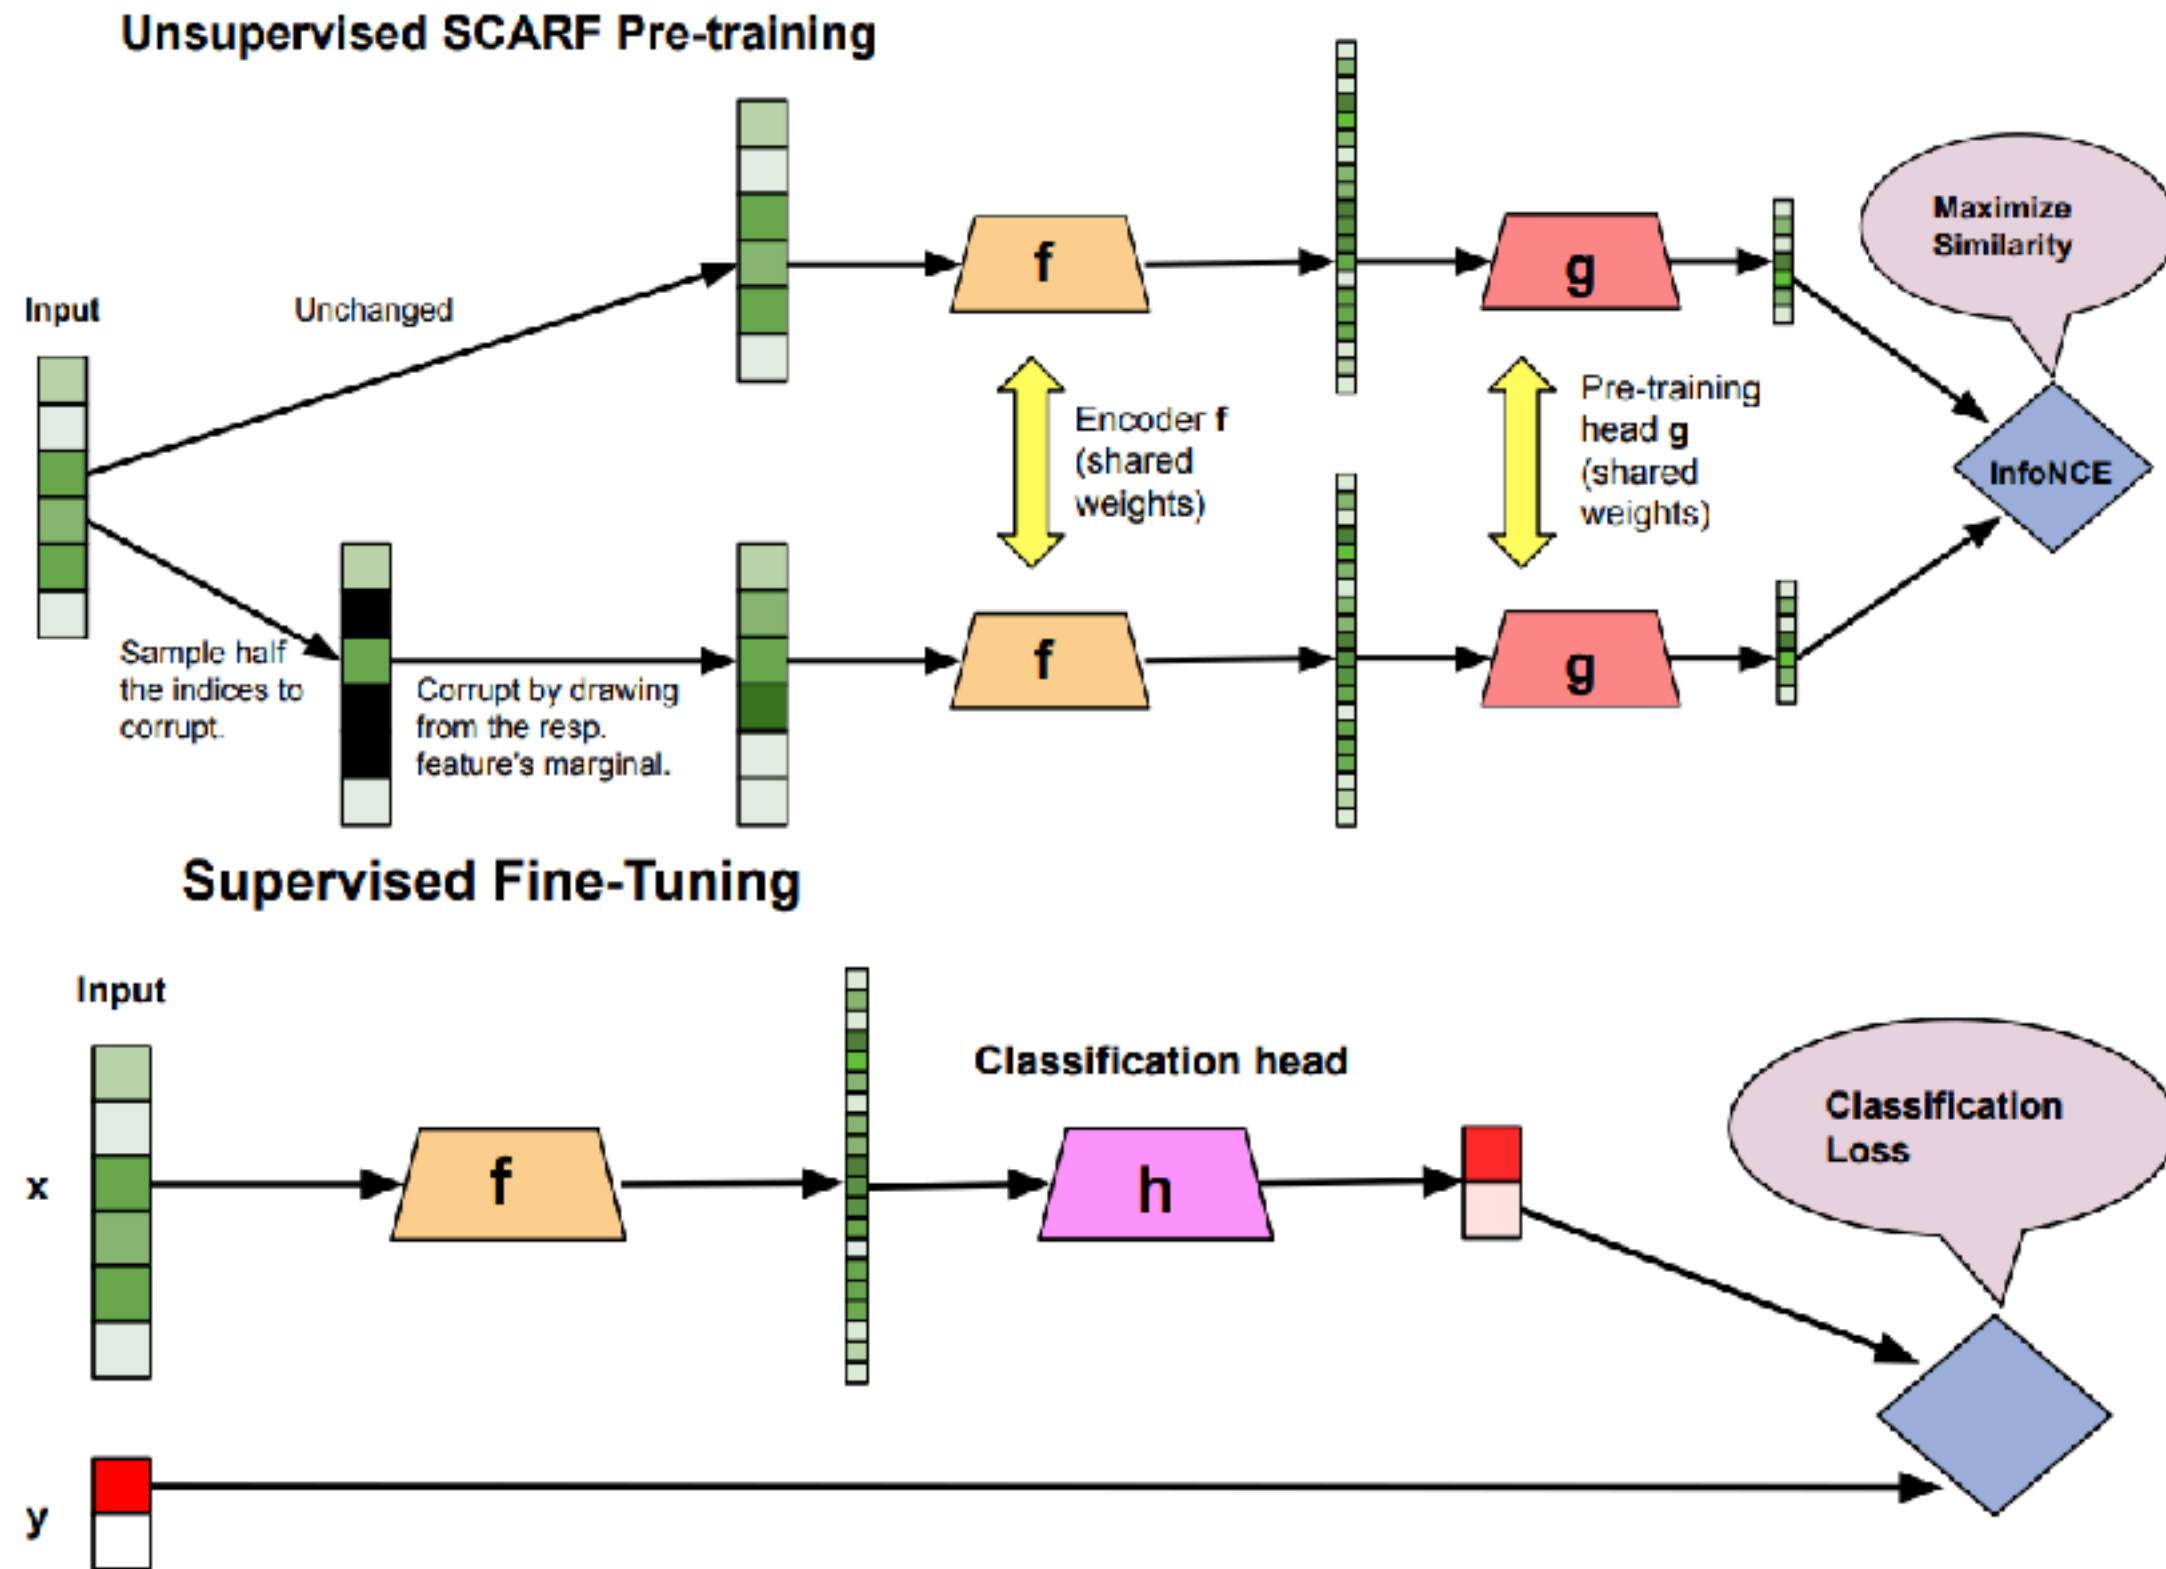 Unsupervised SCARF Pre-training
Input
Unchanged
f
g
Maximize
Similarity
Encoder f
(shared
weights)
Pre-training
head g
(shared
weights)
InfoNCE
Sample half
the indices to
corrupt.
Corrupt by drawing
from the resp.
feature's marginal.
f
g
Supervised Fine-Tuning
Input
x
f
Classification head
h
Classification
Loss
y